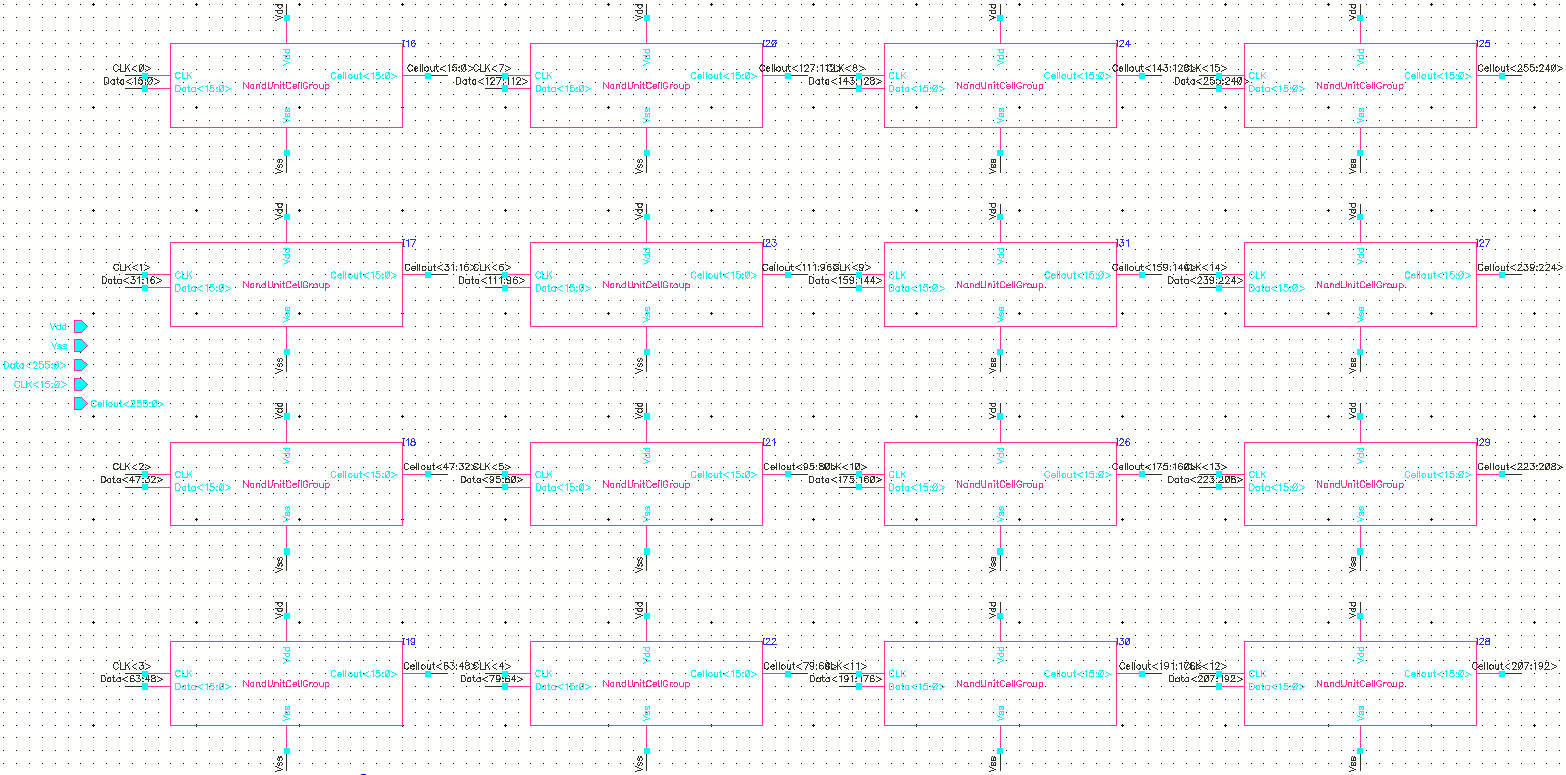 Vdd Vdd Vdd Vdd
I16 I20 I24 I25
Vdd Vdd Vdd Vdd
CLK<0> CLK Cellout<15:0> Cellout<15:0> CLK<7> CLK Cellout<15:0> Cellout<127:112> CLK<8> CLK Cellout<15:0> Cellout<143:128> CLK<15> CLK Cellout<15:0> Cellout<255:240>
Data<15:0> Data<15:0> NandUnitCellGroup Data<127:112> Data<15:0> NandUnitCellGroup Data<143:128> Data<15:0> NandUnitCellGroup Data<255:240> Data<15:0> NandUnitCellGroup
Vss Vss Vss Vss
Vss Vss Vss Vss
Vdd Vdd Vdd Vdd
I17 I23 I31 I27
Vdd Vdd Vdd Vdd
CLK<1> CLK Cellout<15:0> Cellout<31:16> CLK<6> CLK Cellout<15:0> Cellout<111:96> CLK<9> CLK Cellout<15:0> Cellout<159:144> CLK<14> CLK Cellout<15:0> Cellout<239:224>
Data<31:16> Data<15:0> NandUnitCellGroup Data<111:96> Data<15:0> NandUnitCellGroup Data<159:144> Data<15:0> NandUnitCellGroup Data<239:224> Data<15:0> NandUnitCellGroup
Vss Vss Vss Vss
Vss Vss Vss Vss
Vdd
Vss
Data<255:0>
CLK<15:0>
Cellout<255:0>
Vdd Vdd Vdd Vdd
I18 I21 I26 I29
Vdd Vdd Vdd Vdd
CLK<2> CLK Cellout<15:0> Cellout<47:32> CLK<5> CLK Cellout<15:0> Cellout<95:80> CLK<10> CLK Cellout<15:0> Cellout<175:160> CLK<13> CLK Cellout<15:0> Cellout<223:208>
Data<47:32> Data<15:0> NandUnitCellGroup Data<95:80> Data<15:0> NandUnitCellGroup Data<175:160> Data<15:0> NandUnitCellGroup Data<223:208> Data<15:0> NandUnitCellGroup
Vss Vss Vss Vss
Vss Vss Vss Vss
Vdd Vdd Vdd Vdd
I19 I22 I30 I28
Vdd Vdd Vdd Vdd
CLK<3> CLK Cellout<15:0> Cellout<63:48> CLK<4> CLK Cellout<15:0> Cellout<79:64> CLK<11> CLK Cellout<15:0> Cellout<191:176> CLK<12> CLK Cellout<15:0> Cellout<207:192>
Data<63:48> Data<15:0> NandUnitCellGroup Data<79:64> Data<15:0> NandUnitCellGroup Data<191:176> Data<15:0> NandUnitCellGroup Data<207:192> Data<15:0> NandUnitCellGroup
Vss Vss Vss Vss
Vss Vss Vss Vss